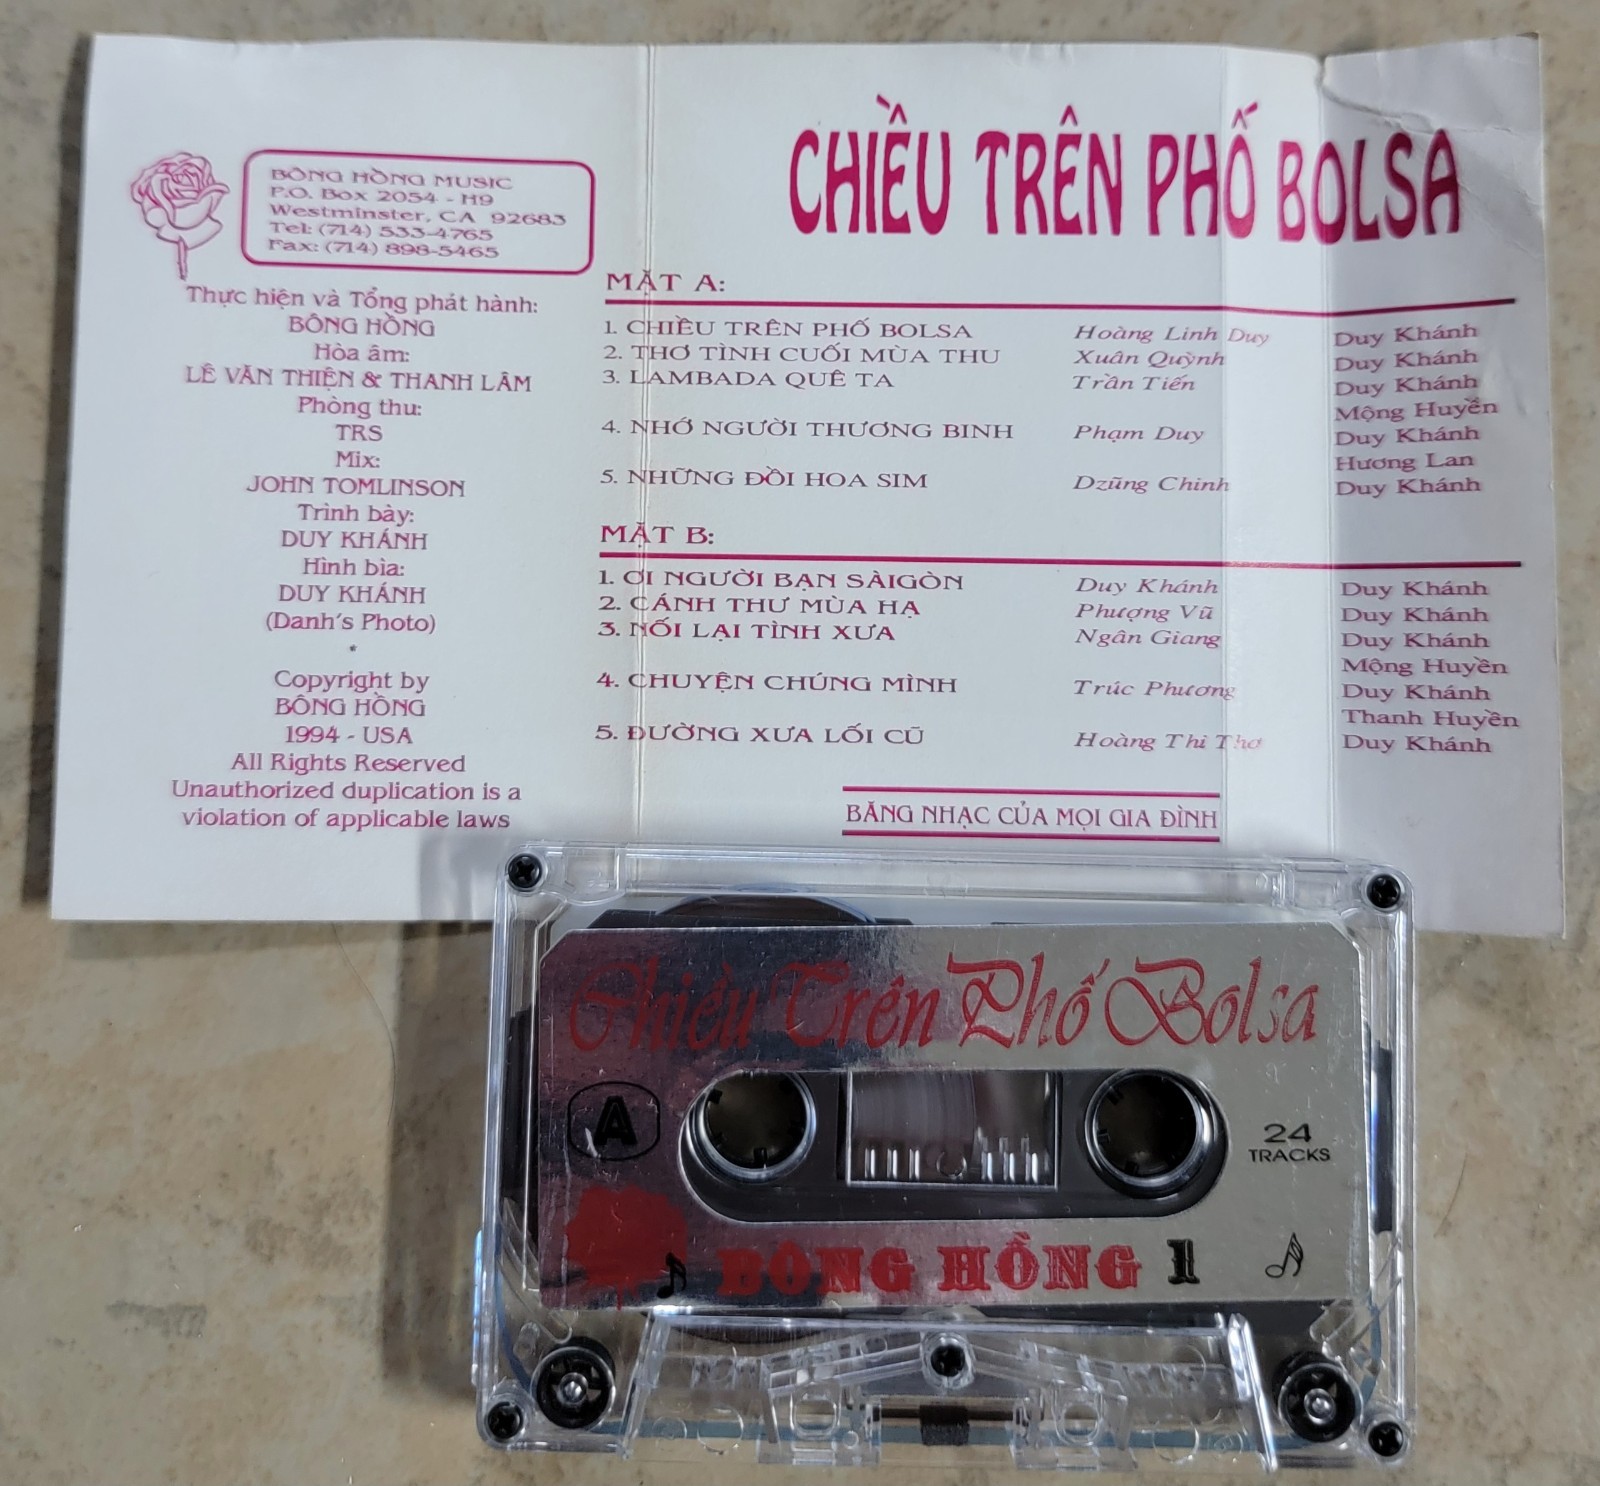 BÔNG HỒNG MUSIC
P.O. Box 2054 - H9
Westminster, CA 92683
Tel: (714) 533-4765
Fax: (714) 898-5465
Thực hiện và Tổng phát hành:
BÔNG HỒNG
Hòa âm:
LÊ VĂN THIỆN & THANH LÂM
Phòng thu:
TRS
Mix:
JOHN TOMLINSON
Trình bày:
DUY KHÁNH
Hình bìa:
DUY KHÁNH
(Danh's Photo)
*
Copyright by
BÔNG HỒNG
1994 - USA
All Rights Reserved
Unauthorized duplication is a
violation of applicable laws
CHIỀU TRÊN PHỐ BOLSA
MẶT A:
1. CHIỀU TRÊN PHỐ BOLSA Hoàng Linh Duy Duy Khánh
2. THƠ TÌNH CUỐI MÙA THU Xuân Quỳnh Duy Khánh
3. LAMBADA QUÊ TA Trần Tiến Duy Khánh
Mộng Huyền
4. NHỚ NGƯỜI THƯƠNG BINH Phạm Duy Duy Khánh
Hương Lan
5. NHỮNG ĐỒI HOA SIM Dzũng Chinh Duy Khánh
MẶT B:
1. ƠI NGƯỜI BẠN SÀIGÒN Duy Khánh Duy Khánh
2. CÁNH THƯ MÙA HẠ Phượng Vũ Duy Khánh
3. NỐI LẠI TÌNH XƯA Ngân Giang Duy Khánh
Mộng Huyền
4. CHUYỆN CHÚNG MÌNH Trúc Phương Duy Khánh
Thanh Huyền
5. ĐƯỜNG XƯA LỐI CŨ Hoàng Thi Thơ Duy Khánh
BĂNG NHẠC CỦA MỌI GIA ĐÌNH
Chiều Trên Phố Bolsa
A
24
TRACKS
BÔNG HỒNG 1